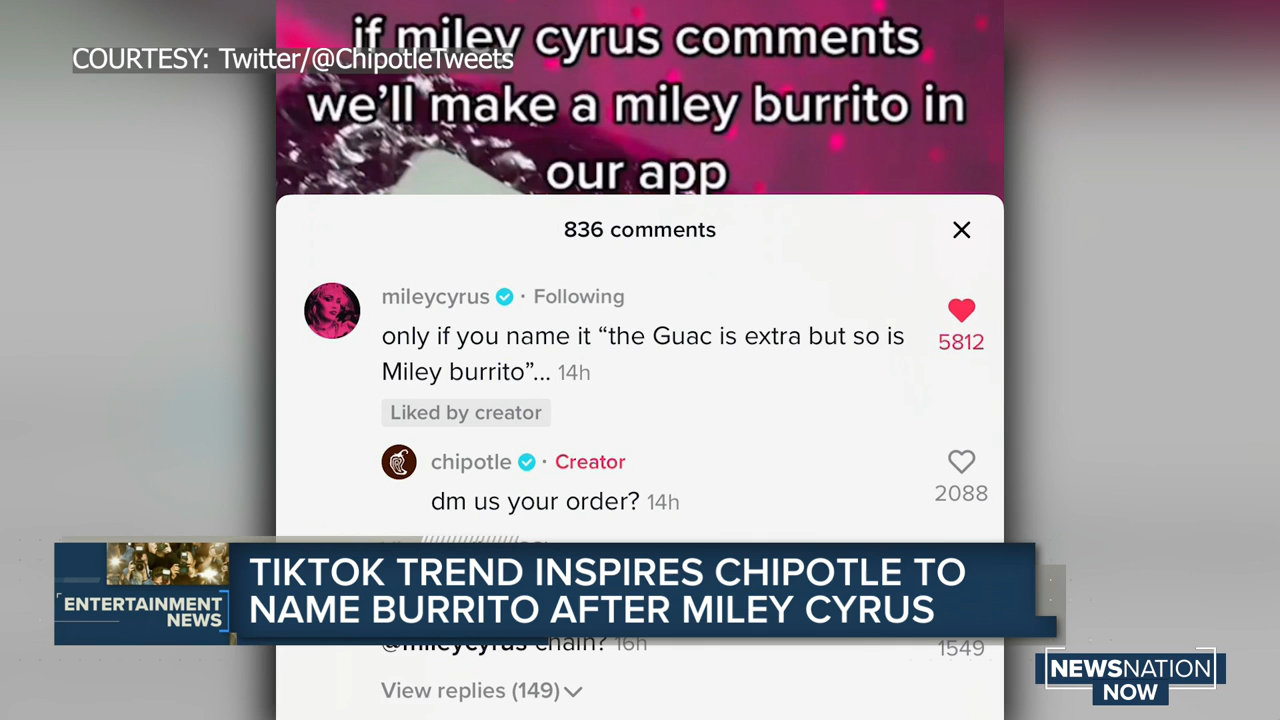 if miley cyrus comments
COURTESY: Twitter/@ChipotleTweets
we'll make a miley burrito in
our app
836 comments
mileycyrus · Following
only if you name it “the Guac is extra but so is
Miley burrito”... 14h
5812
Liked by creator
chipotle · Creator
dm us your order? 14h
2088
TIKTOK TREND INSPIRES CHIPOTLE TO
NAME BURRITO AFTER MILEY CYRUS
ENTERTAINMENT
NEWS
@mileycyrus chain? 16h
1549
View replies (149)
NEWSNATION
NOW